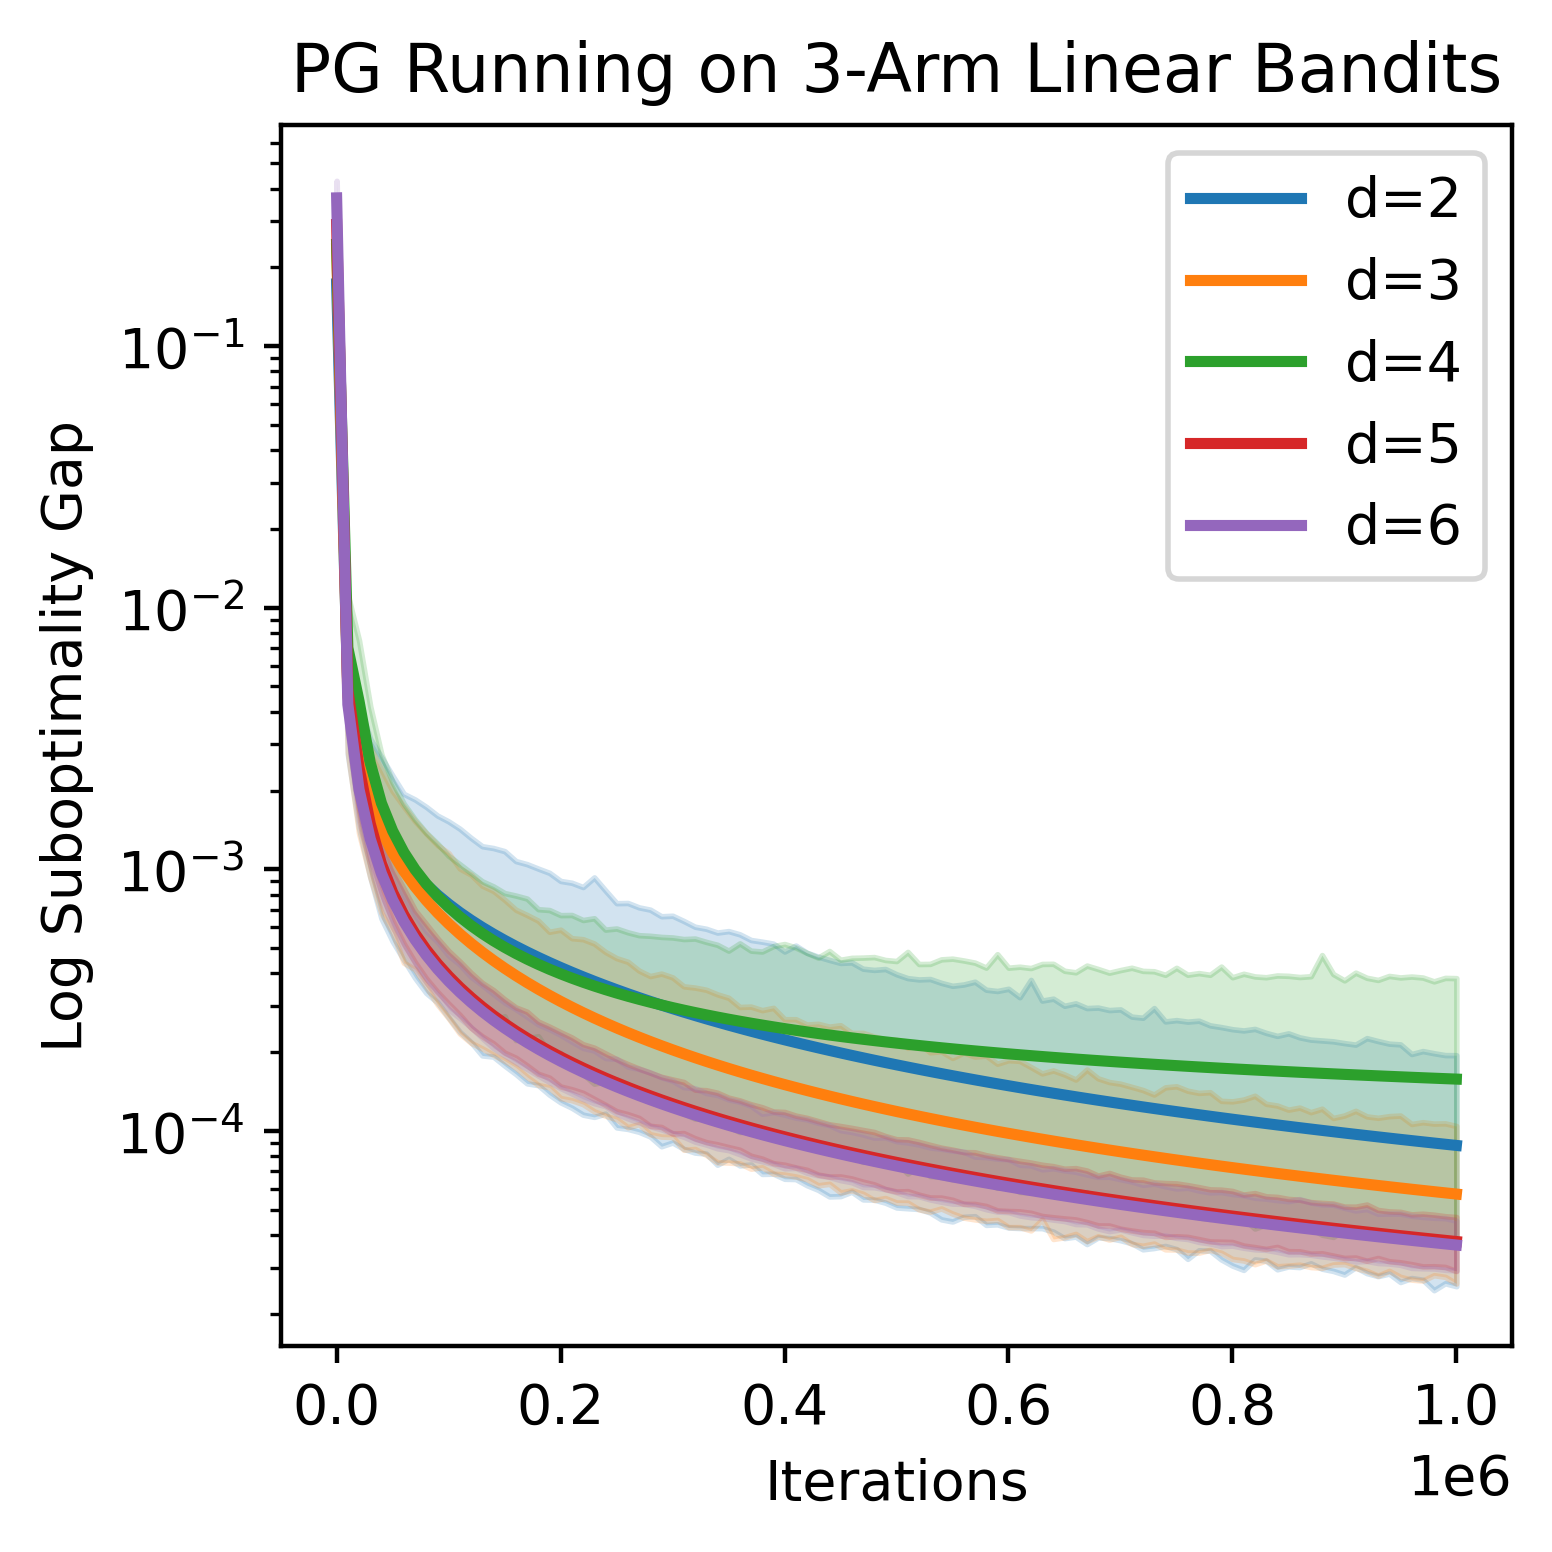 PG Running on 3-Arm Linear Bandits
d=2
d=3
d=4
d=5
d=6
Log Suboptimality Gap
10⁻¹
10⁻²
10⁻³
10⁻⁴
0.0 0.2 0.4 0.6 0.8 1.0
1e6
Iterations